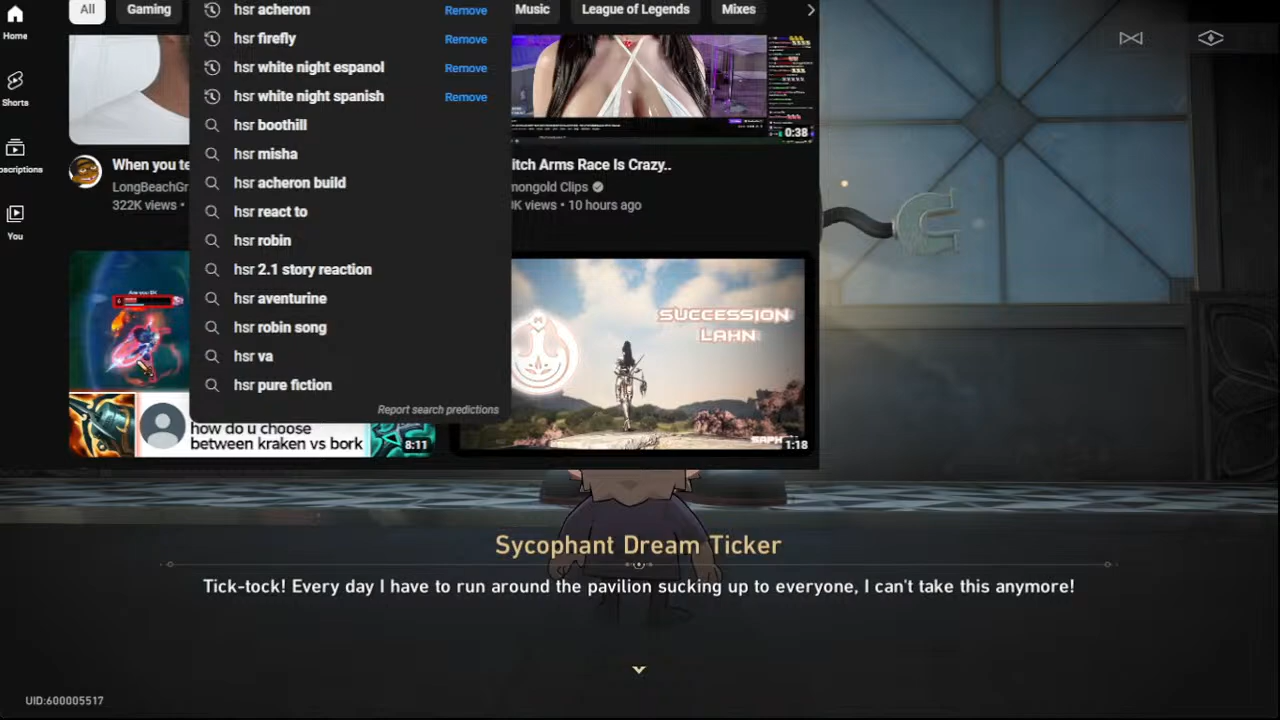 All
Gaming
Music
League of Legends
Mixes
Home
Shorts
bscriptions
You
hsr acheron Remove
hsr firefly Remove
hsr white night espanol Remove
hsr white night spanish Remove
hsr boothill
hsr misha
hsr acheron build
hsr react to
hsr robin
hsr 2.1 story reaction
hsr aventurine
hsr robin song
hsr va
hsr pure fiction
Report search predictions
When you te
LongBeachGr
322K views •
0:38
itch Arms Race Is Crazy..
mongold Clips
K views • 10 hours ago
how do u choose
between kraken vs bork
8:11
SUCCESSION
LAHN
1:18
Sycophant Dream Ticker
Tick-tock! Every day I have to run around the pavilion sucking up to everyone, I can't take this anymore!
UID:600005517